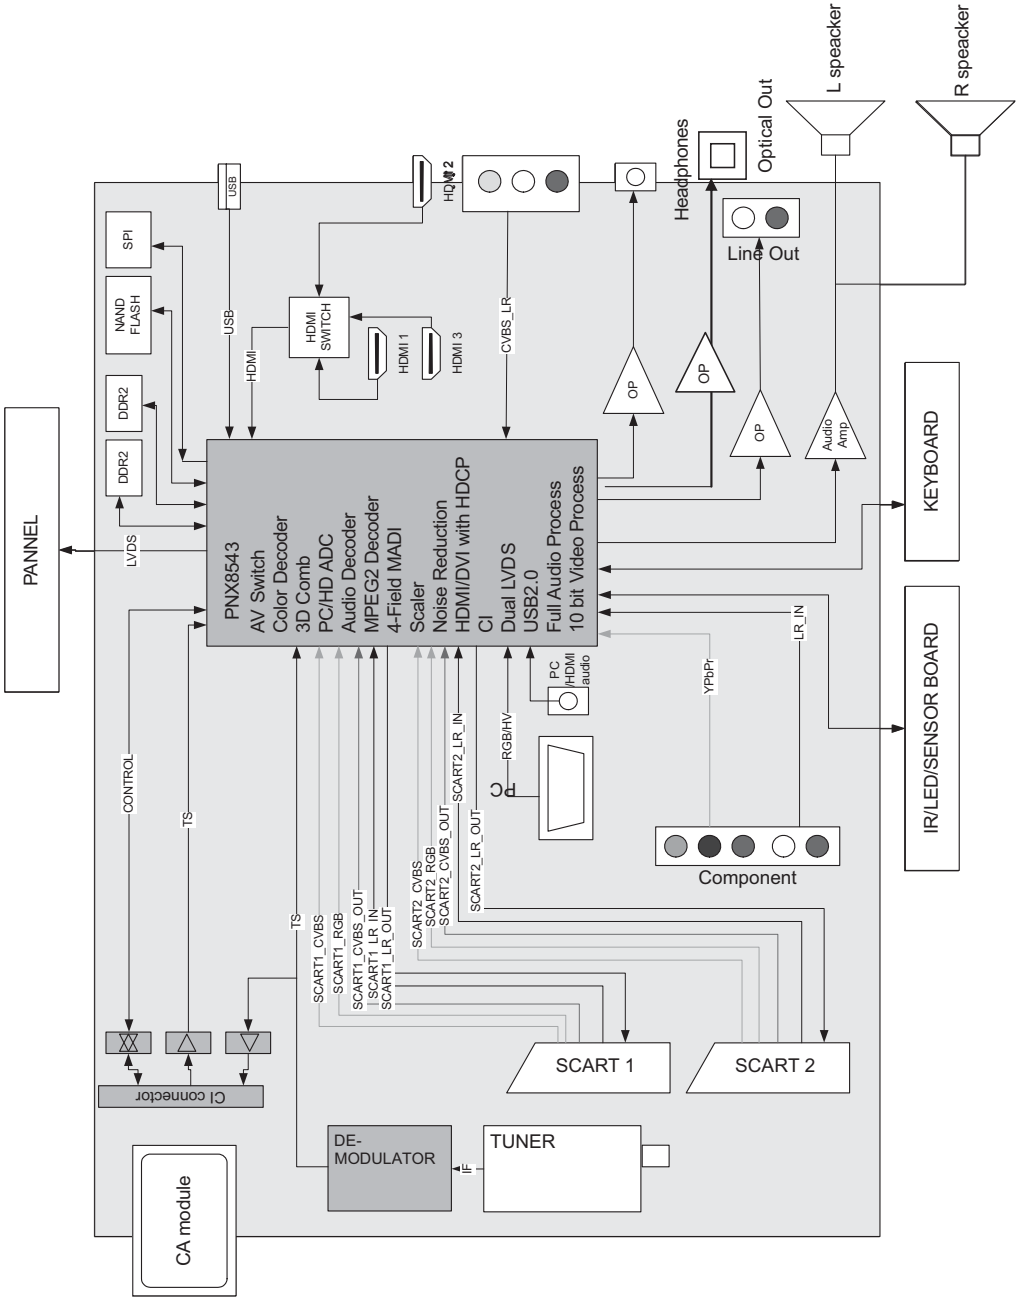 L speacker
R speacker
Optical Out
Headphones
Line Out
USB
HDMI 2
SPI
NAND
FLASH
DDR2
DDR2
HDMI
SWITCH
HDMI 1
HDMI 3
USB
HDMI
CVBS_LR
OP
OP
OP
Audio
Amp
PANNEL
LVDS
KEYBOARD
IR/LED/SENSOR BOARD
PNX8543
AV Switch
Color Decoder
3D Comb
PC/HD ADC
Audio Decoder
MPEG2 Decoder
4-Field MADI
Scaler
Noise Reduction
HDMI/DVI with HDCP
CI
Dual LVDS
USB2.0
Full Audio Process
10 bit Video Process
CONTROL
TS
TS
SCART1_CVBS
SCART1_RGB
SCART1_CVBS_OUT
SCART1_LR_IN
SCART1_LR_OUT
SCART2_CVBS
SCART2_RGB
SCART2_CVBS_OUT
SCART2_LR_IN
SCART2_LR_OUT
RGB/HV
PC
/HDMI
audio
PC
YPbPr
LR_IN
Component
CI connector
SCART 1
SCART 2
DE-
MODULATOR
IF
TUNER
CA module